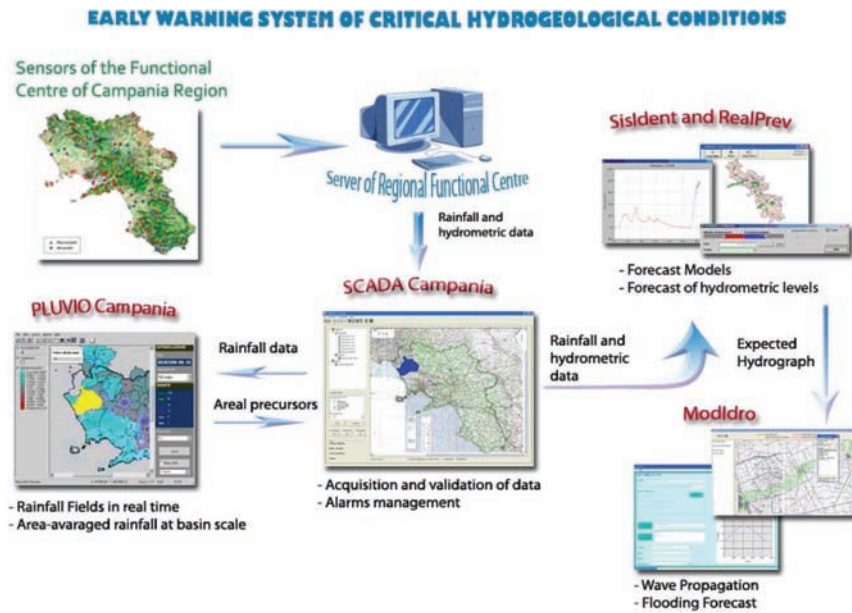 EARLY WARNING SYSTEM OF CRITICAL HYDROGEOLOGICAL CONDITIONS
Sensors of the Functional
Centre of Campania Region
Server of Regional Functional Centre
Rainfall and
hydrometric data
SisIdent and RealPrev
- Forecast Models
- Forecast of hydrometric levels
PLUVIO Campania
Rainfall data
Areal precursors
- Rainfall Fields in real time
- Area-avaraged rainfall at basin scale
SCADA Campania
- Acquisition and validation of data
- Alarms management
Rainfall and
hydrometric
data
Expected
Hydrograph
ModIdro
- Wave Propagation
- Flooding Forecast